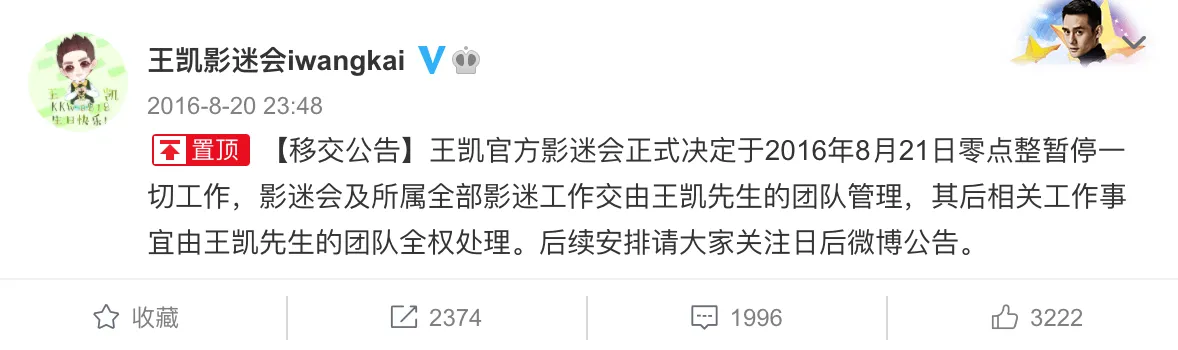 王凯影迷会iwangkai
2016-8-20 23:48
置顶 【移交公告】王凯官方影迷会正式决定于2016年8月21日零点整暂停一
切工作，影迷会及所属全部影迷工作交由王凯先生的团队管理，其后相关工作事
宜由王凯先生的团队全权处理。后续安排请大家关注日后微博公告。
王 凯
生日快乐!
收藏
2374
1996
3222